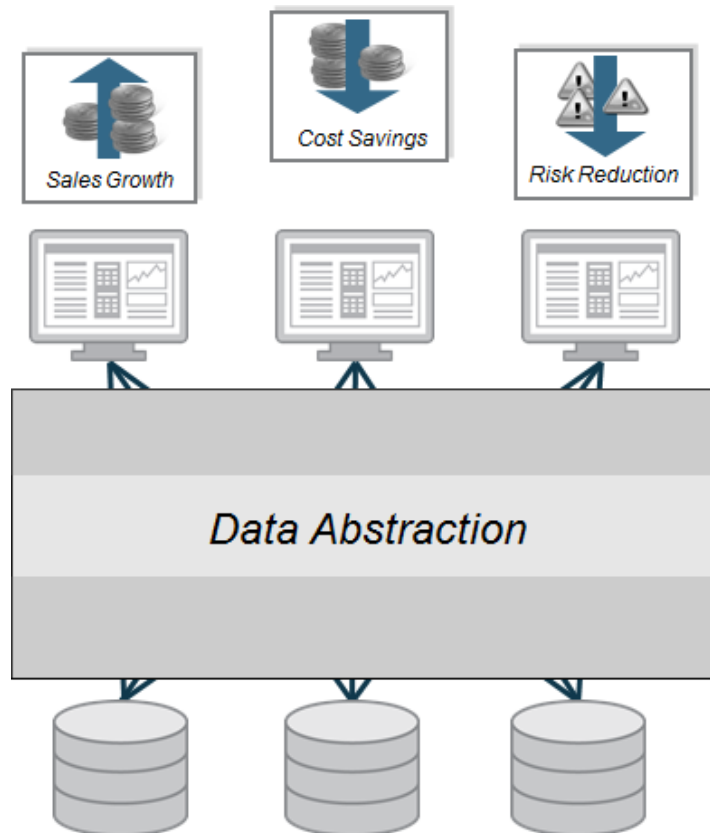 Sales Growth
Cost Savings
Risk Reduction
Data Abstraction